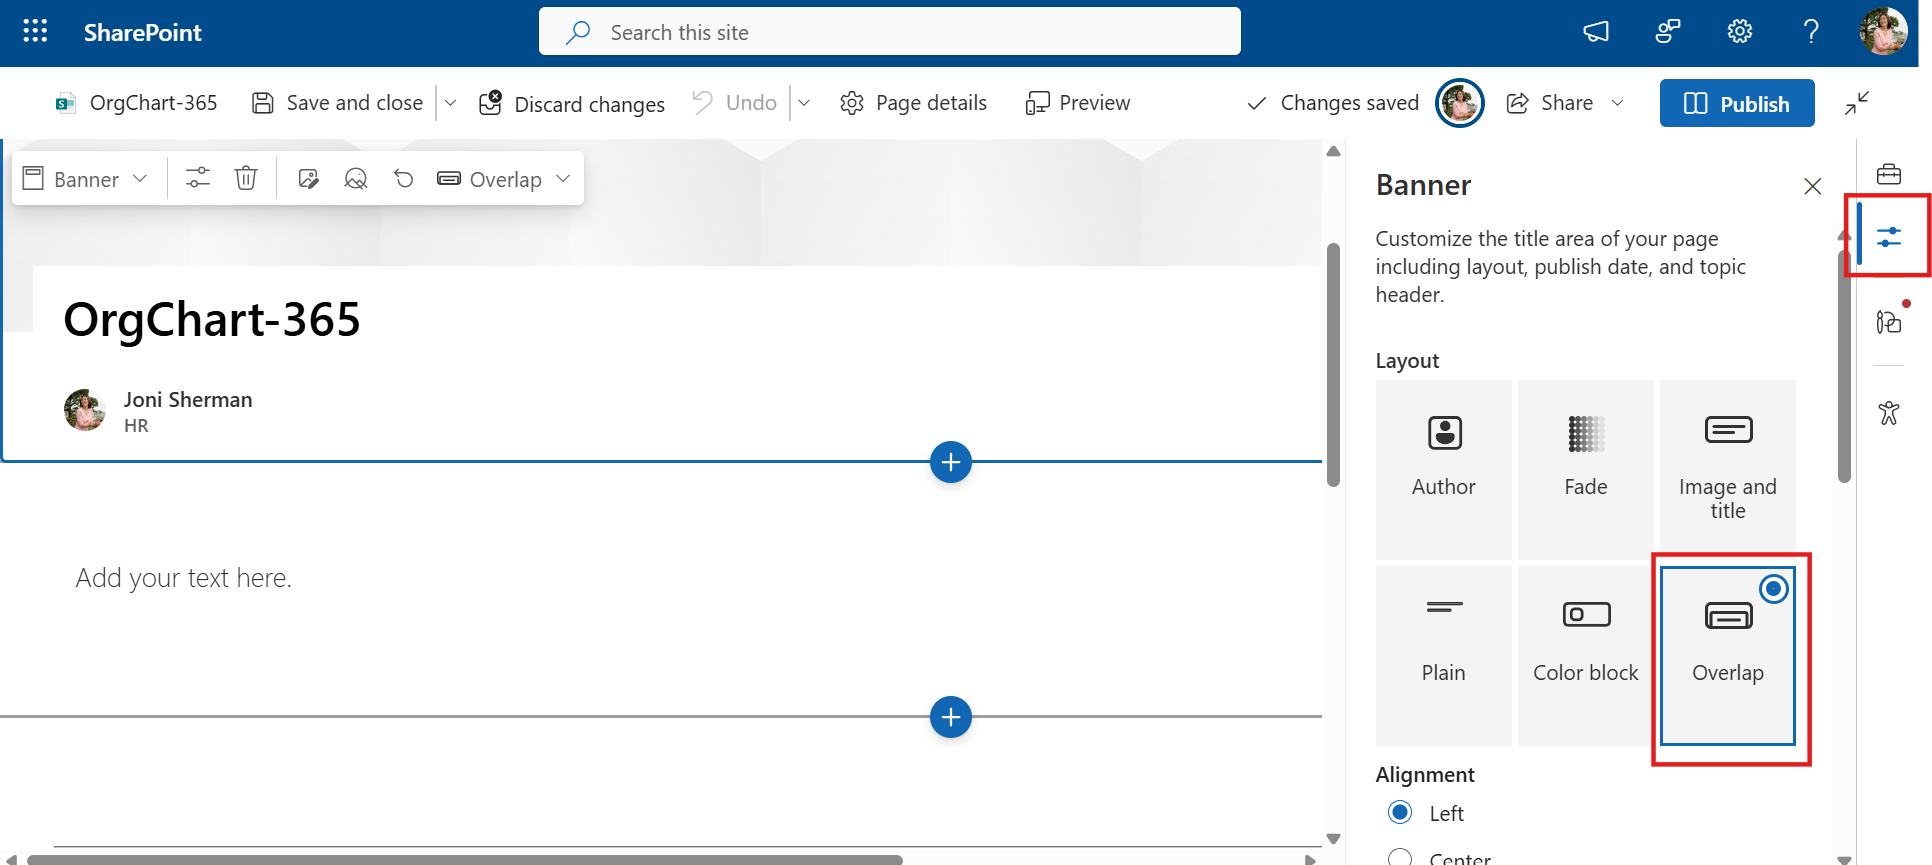 SharePoint
Search this site
OrgChart-365
Save and close
Discard changes
Undo
Page details
Preview
Changes saved
Share
Publish
Banner
Overlap
OrgChart-365
Joni Sherman
HR
Add your text here.
Banner
Customize the title area of your page
including layout, publish date, and topic
header.
Layout
Author
Fade
Image and
title
Plain
Color block
Overlap
Alignment
Left
Center